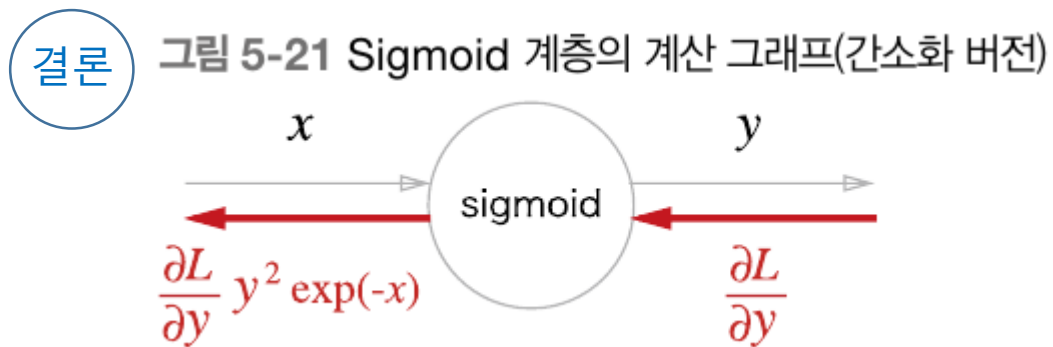 결론
그림 5-21 Sigmoid 계층의 계산 그래프(간소화 버전)
x
y
sigmoid
∂L/∂y y² exp(-x)
∂L/∂y